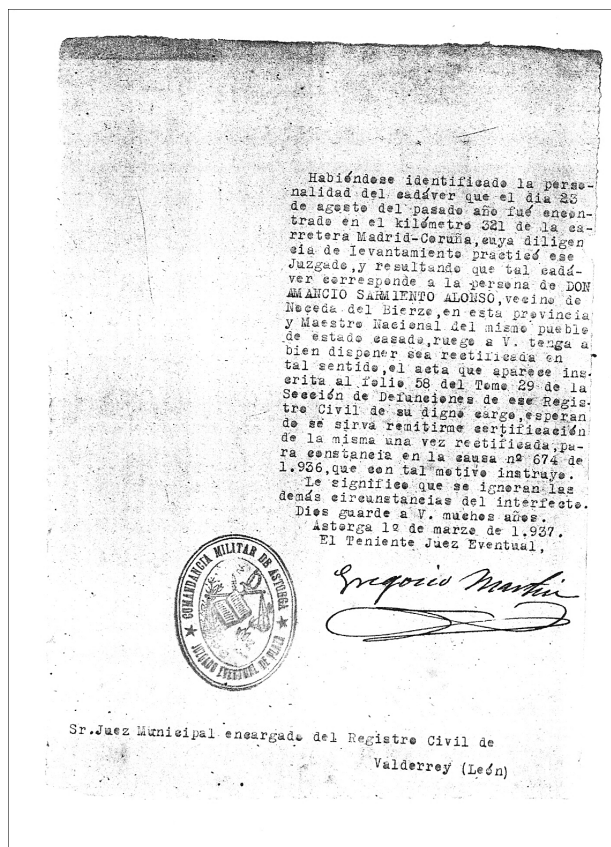 Habiéndose identificado la perso-
nalidad del cadáver que el dia 23
de agosto del pasado año fué encon-
trado en el kilómetro 321 de la ca-
rretera Madrid-Coruña,cuya diligen
cia de levantamiento practicó ese
Juzgado,y resultando que tal cadá-
ver corresponde a la persona de DON
AMANCIO SARMIENTO ALONSO,vecino de
Noceda del Bierzo,en esta provincia
y Maestro Nacional del mismo pueblo
de estado casado,ruego a V. tenga a
bien disponer sea rectificada en
tal sentido,el acta que aparece ins
crita al folio 58 del Tomo 29 de la
Sección de Defunciones de ese Regis
tro Civil de su digno cargo,esperan
do se sirva remitirme certificación
de la misma una vez rectificada,pa-
ra constancia en la causa nº 674 de
1.936,que con tal motivo instruyo.
Le significo que se ignoran las
demás circunstancias del interfecto.
Dios guarde a V. muchos años.
Astorga 1º de marzo de 1.937.
El Teniente Juez Eventual,
Gregorio Martin
COMANDANCIA MILITAR DE ASTORGA
JUZGADO EVENTUAL DE PLAZA
Sr.Juez Municipal encargado del Registro Civil de
Valderrey (León)